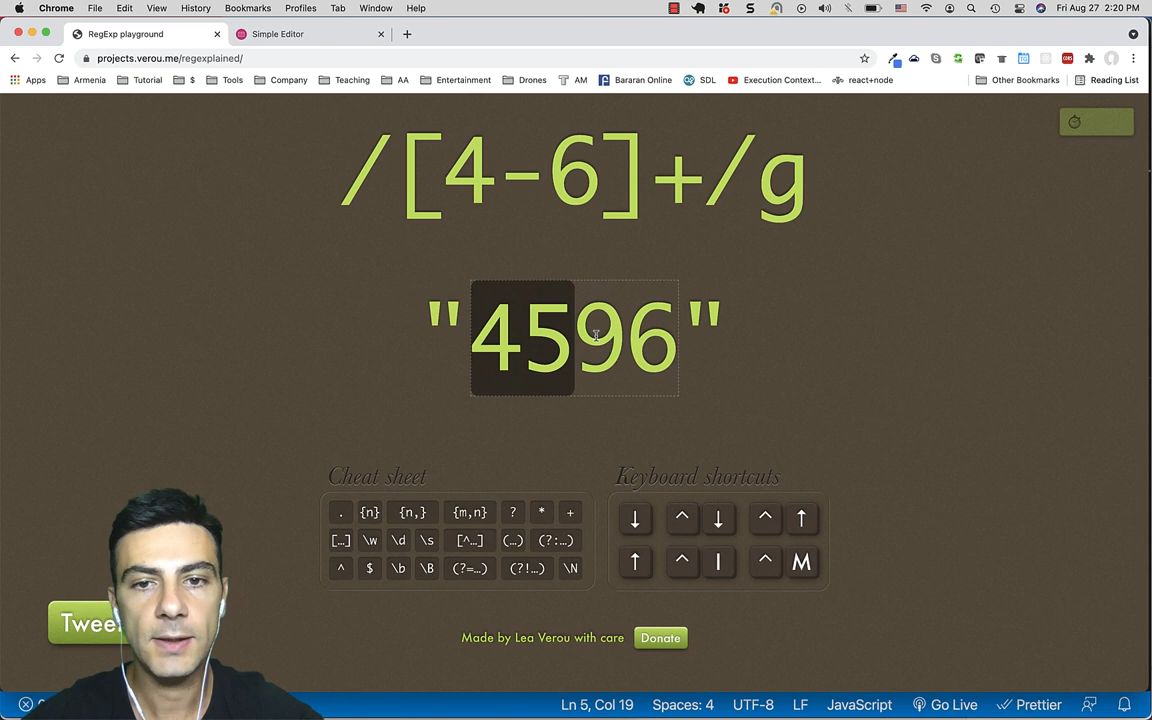 Chrome File Edit View History Bookmarks Profiles Tab Window Help Fri Aug 27 2:20 PM
RegExp playground Simple Editor
projects.verou.me/regexplained/
Apps Armenia Tutorial $ Tools Company Teaching AA Entertainment Drones AM Bararan Online SDL Execution Context... react+node Other Bookmarks Reading List
/[4-6]+/g
"4596"
Cheat sheet Keyboard shortcuts
. {n} {n,} {m,n} ? * + ↓ ^ ↓ ^ ↑
[…] \w \d \s [^…] (…) (?:…)
^ $ \b \B (?=…) (?!…) \N ↑ ^ I ^ M
Made by Lea Verou with care Donate
Ln 5, Col 19 Spaces: 4 UTF-8 LF JavaScript Go Live Prettier